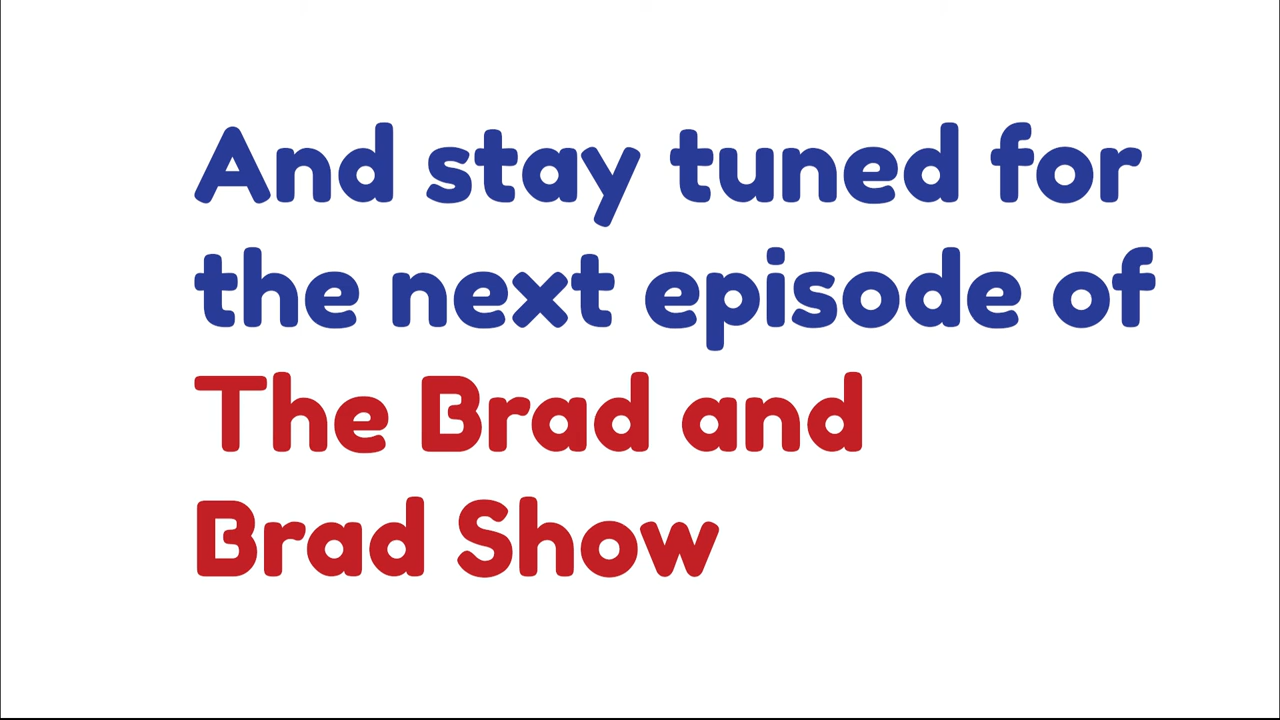 And stay tuned for
the next episode of
The Brad and
Brad Show